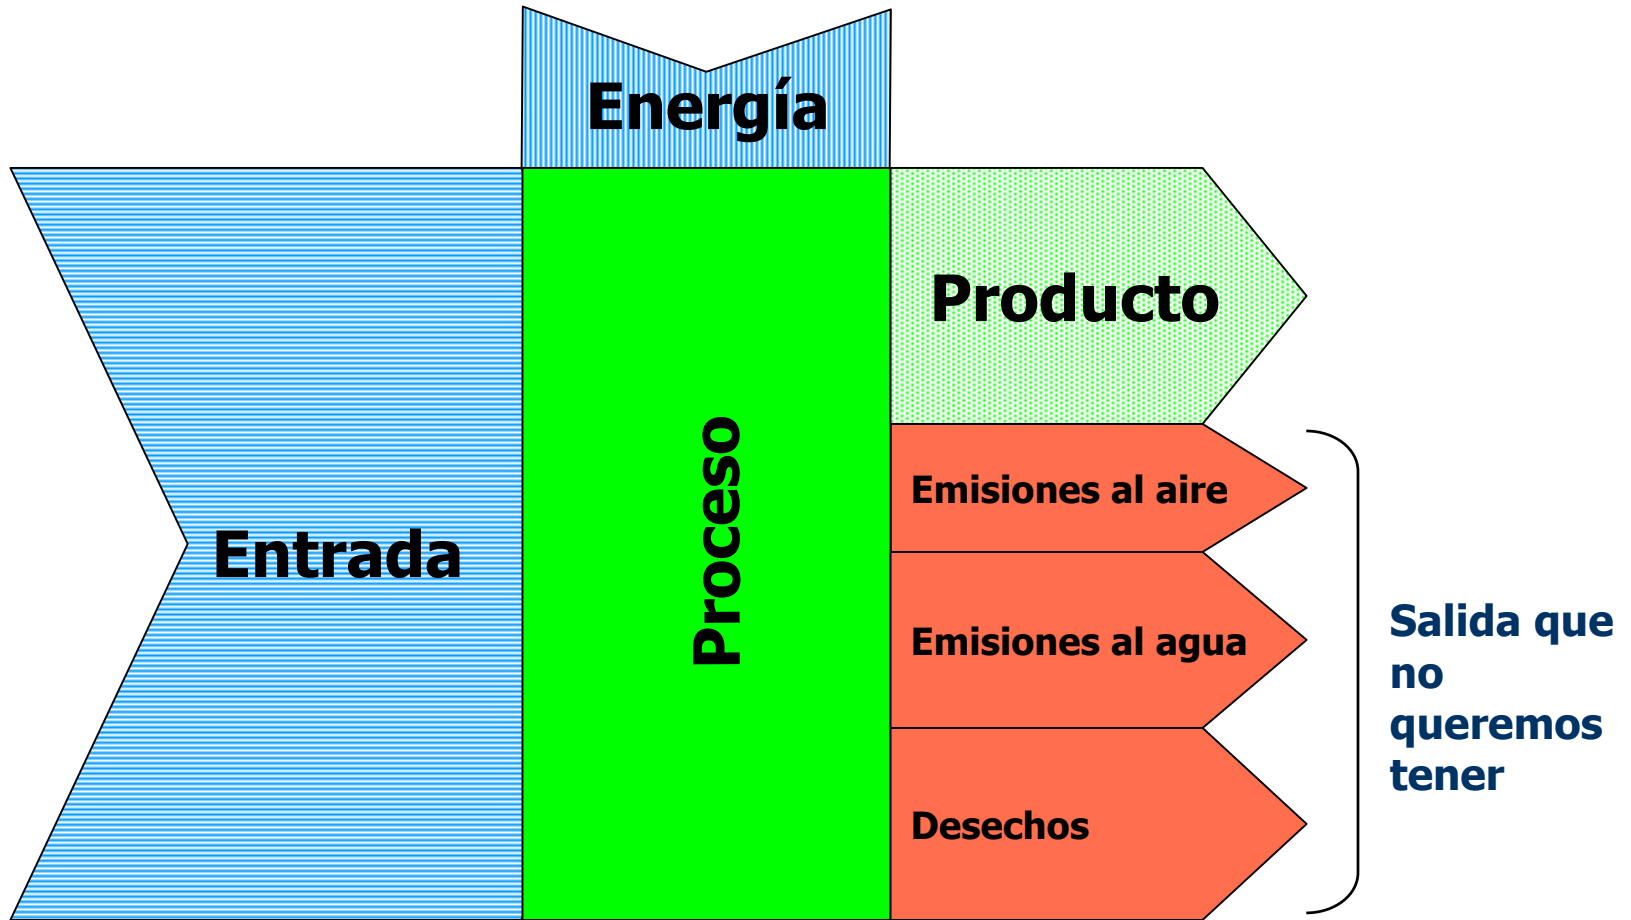 Energía
Producto
Proceso
Entrada
Emisiones al aire
Emisiones al agua
Desechos
Salida que
no
queremos
tener